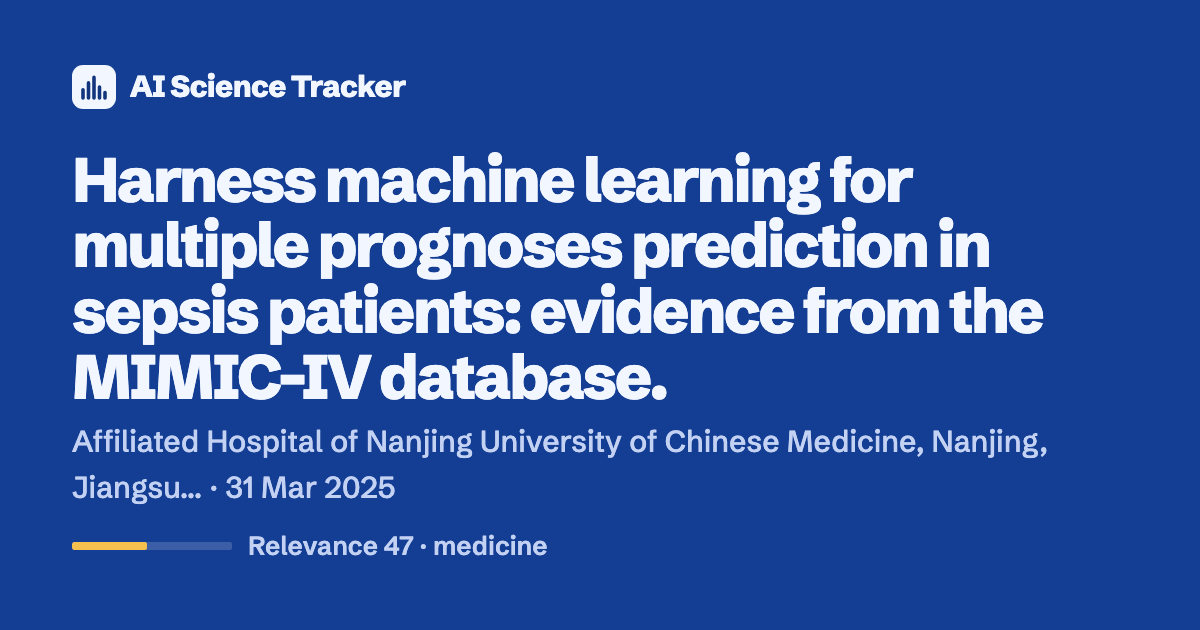 AI Science Tracker
Harness machine learning for
multiple prognoses prediction in
sepsis patients: evidence from the
MIMIC-IV database.
Affiliated Hospital of Nanjing University of Chinese Medicine, Nanjing,
Jiangsu... · 31 Mar 2025
Relevance 47 · medicine